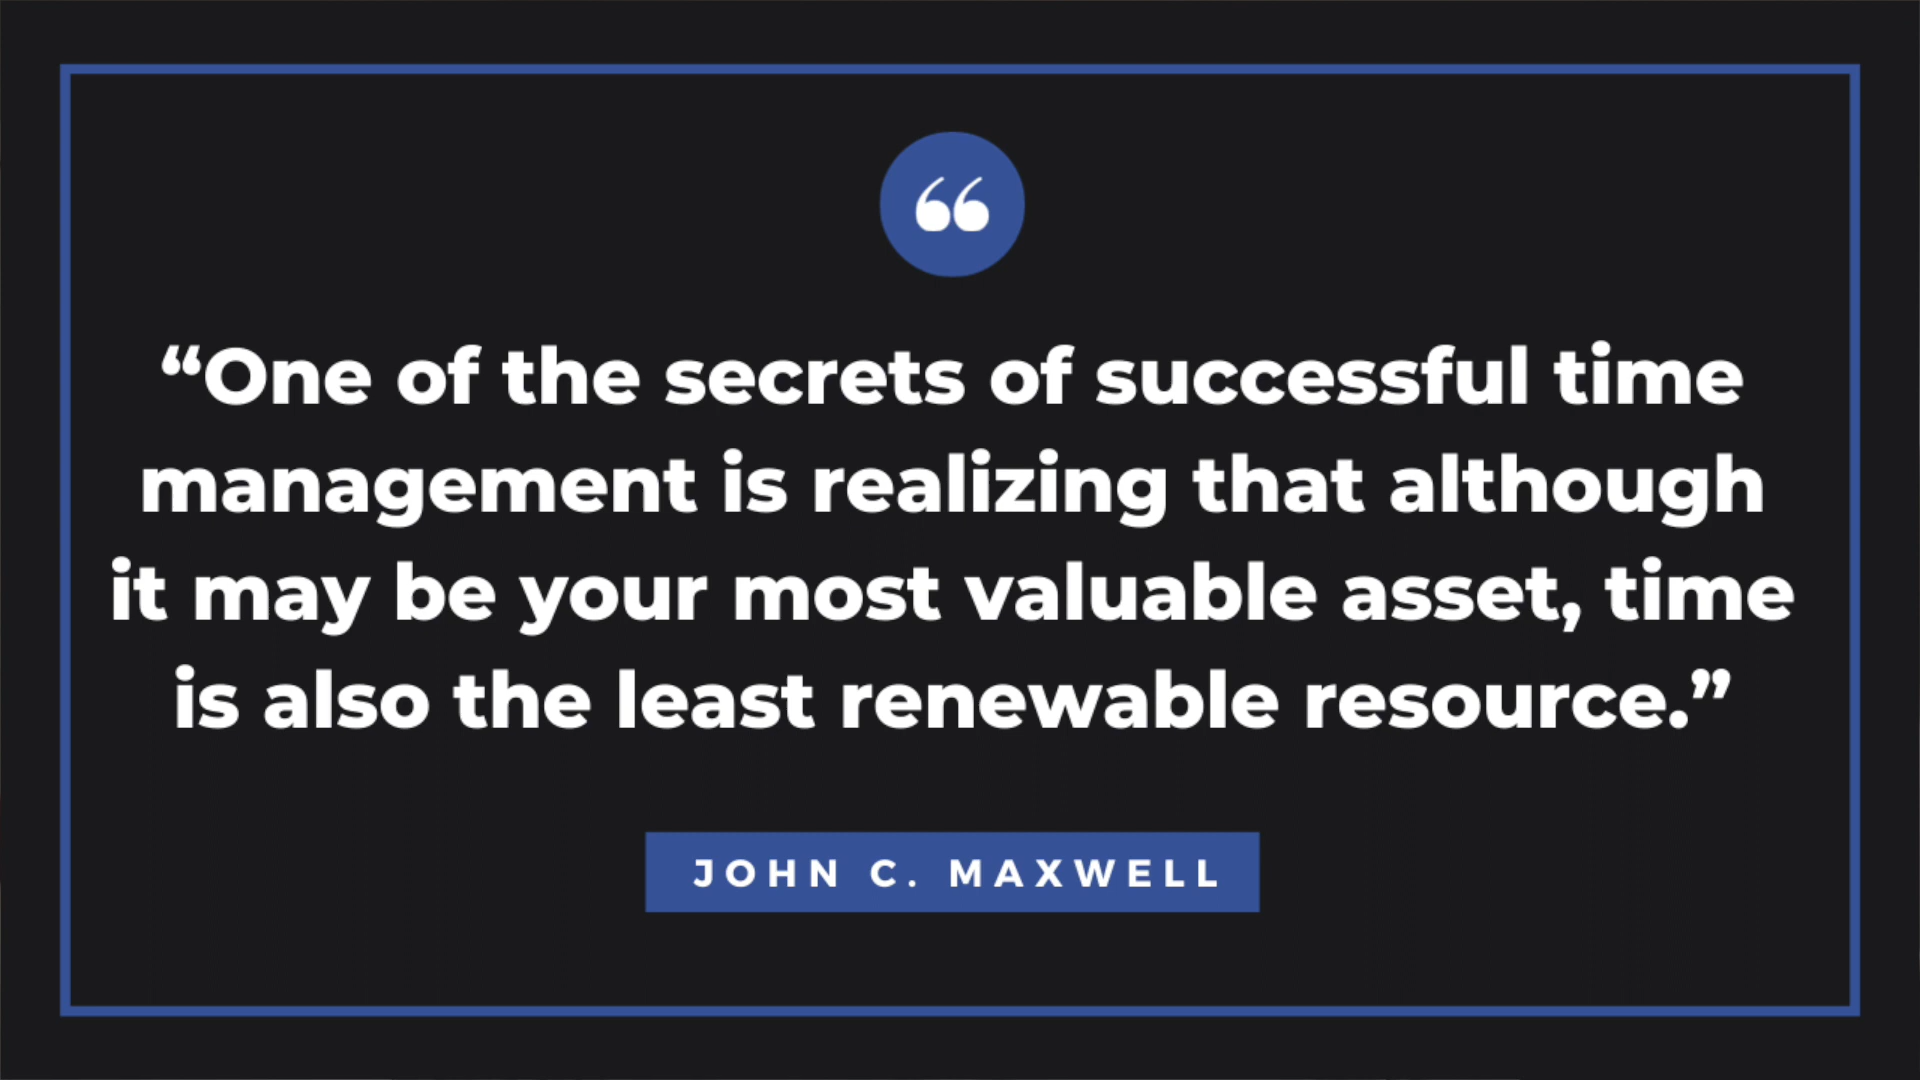 “One of the secrets of successful time
management is realizing that although
it may be your most valuable asset, time
is also the least renewable resource.”
JOHN C. MAXWELL